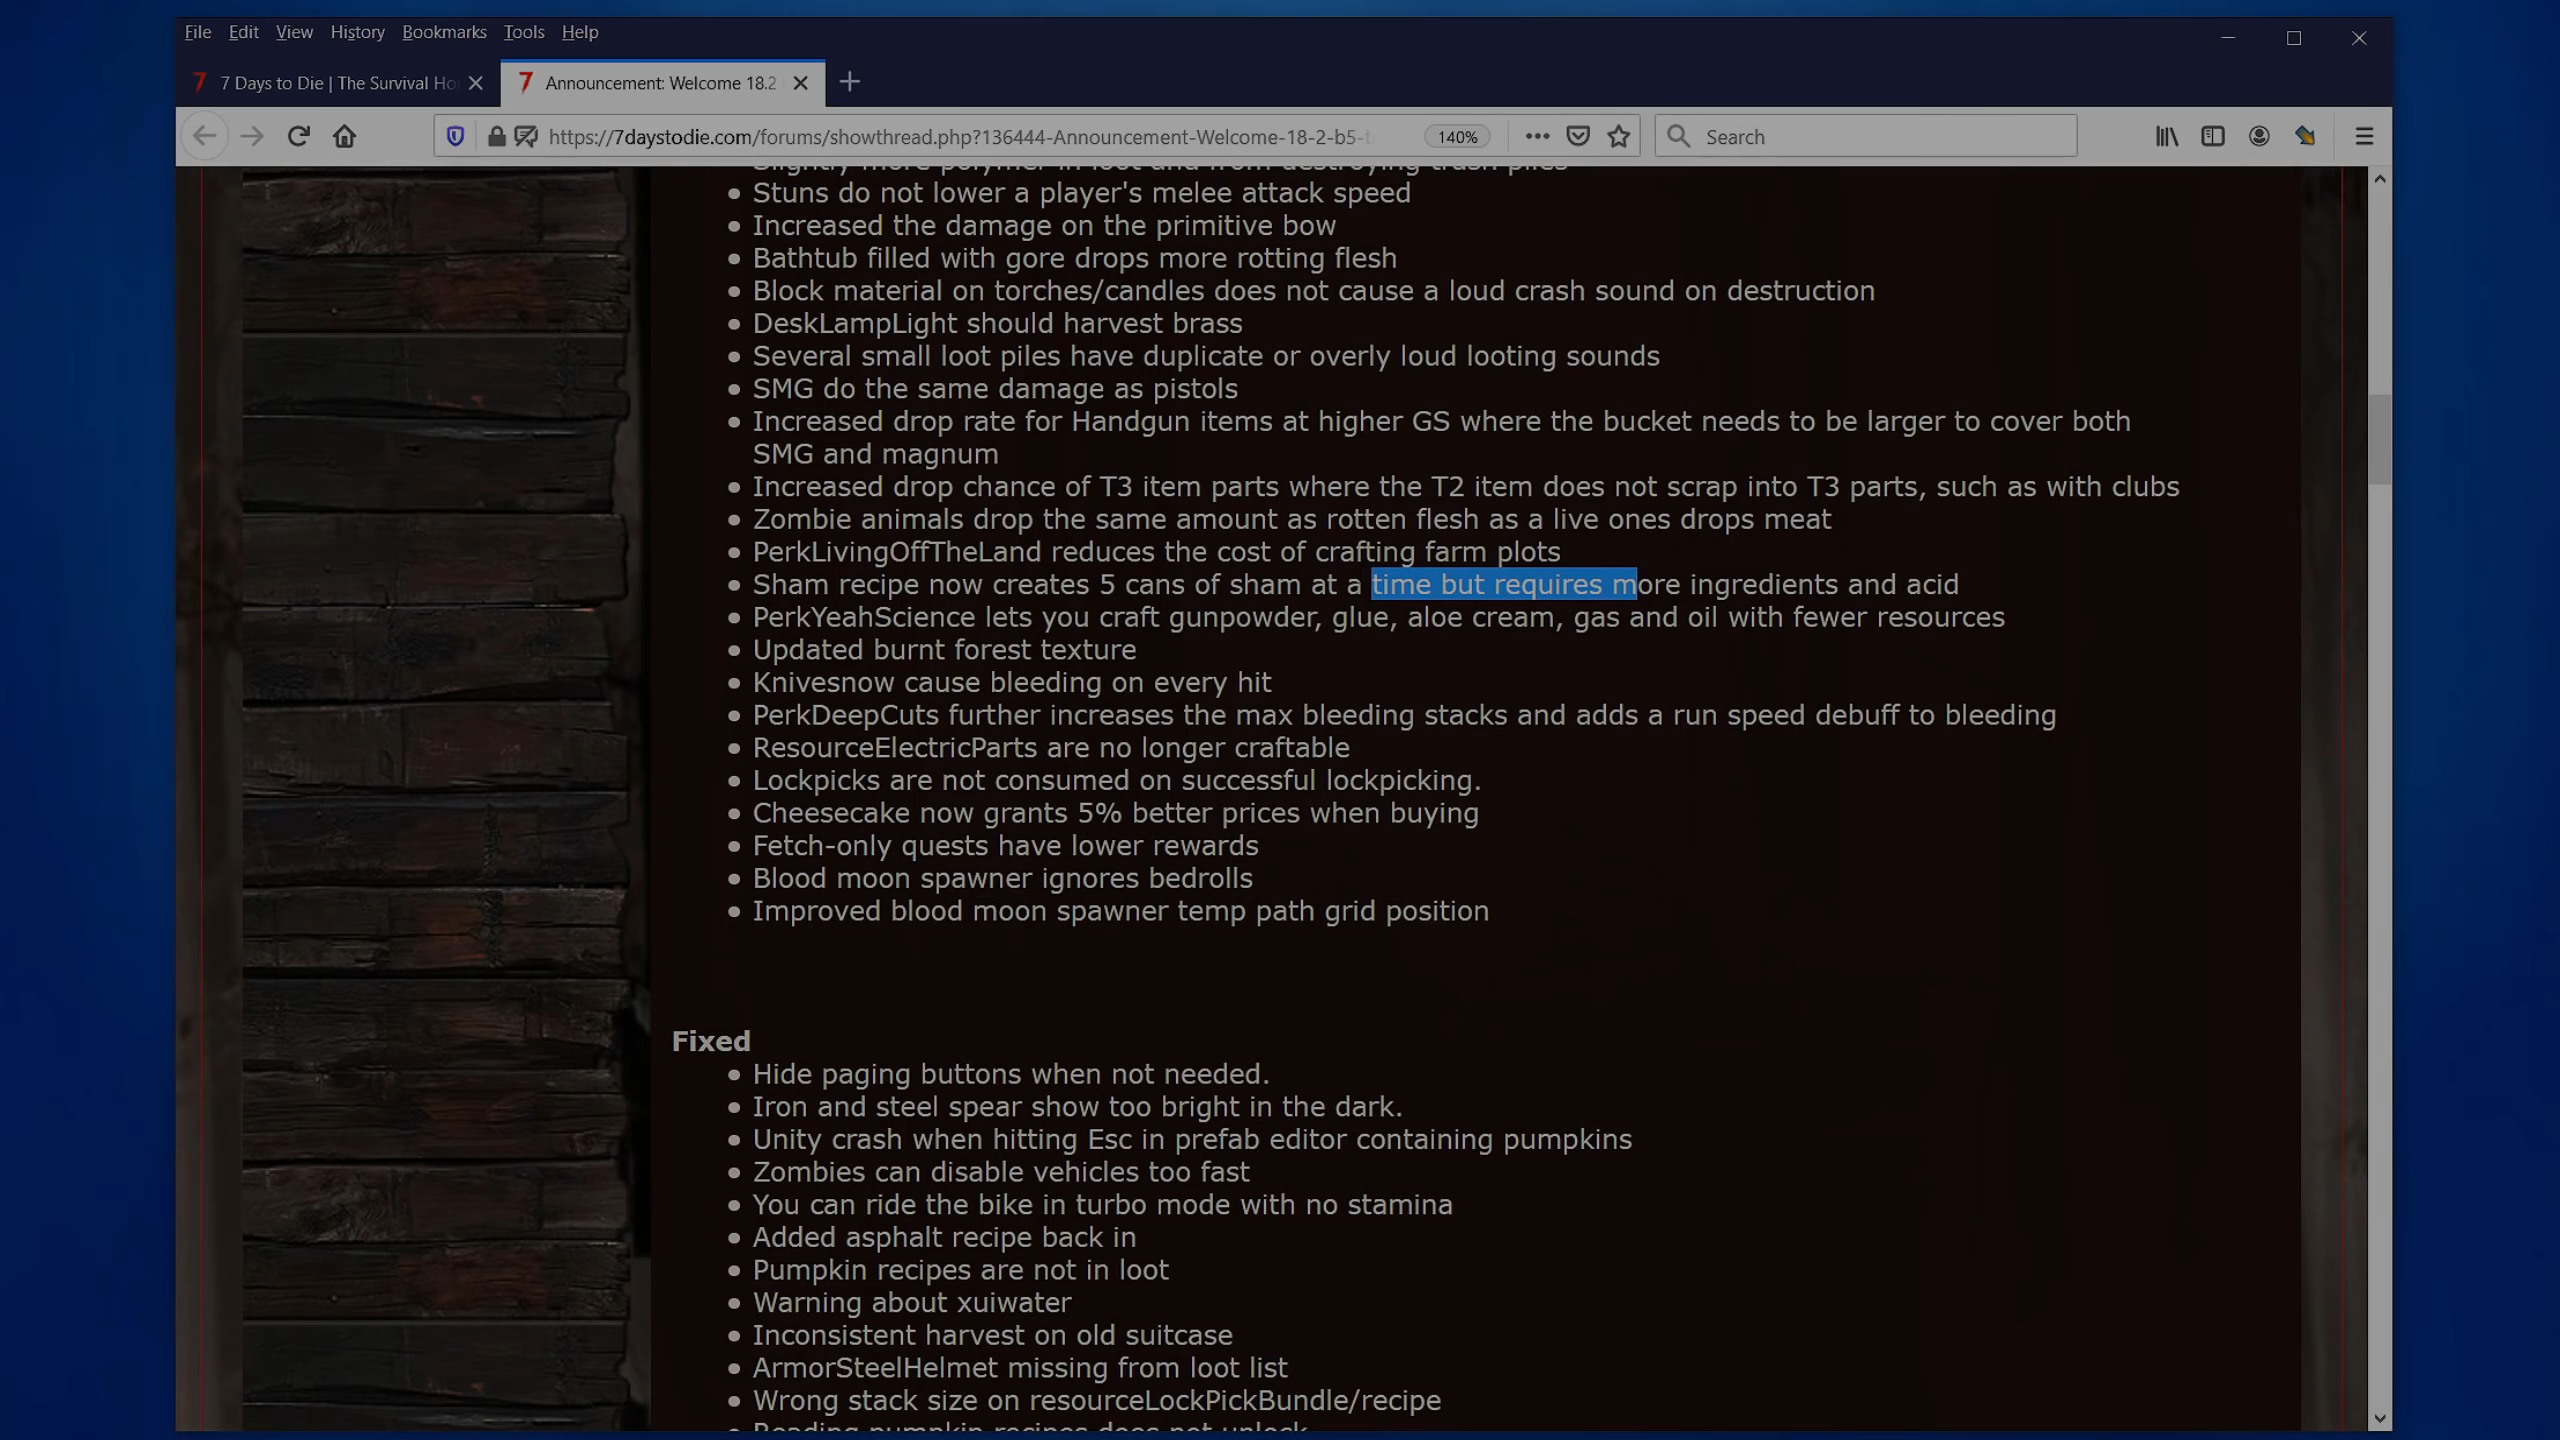 File Edit View History Bookmarks Tools Help
7 Days to Die | The Survival Ho
Announcement: Welcome 18.2
https://7daystodie.com/forums/showthread.php?136444-Announcement-Welcome-18-2-b5-t
140%
Search
Slightly more polymer in loot and from destroying trash piles
• Stuns do not lower a player's melee attack speed
• Increased the damage on the primitive bow
• Bathtub filled with gore drops more rotting flesh
• Block material on torches/candles does not cause a loud crash sound on destruction
• DeskLampLight should harvest brass
• Several small loot piles have duplicate or overly loud looting sounds
• SMG do the same damage as pistols
• Increased drop rate for Handgun items at higher GS where the bucket needs to be larger to cover both
SMG and magnum
• Increased drop chance of T3 item parts where the T2 item does not scrap into T3 parts, such as with clubs
• Zombie animals drop the same amount as rotten flesh as a live ones drops meat
• PerkLivingOffTheLand reduces the cost of crafting farm plots
• Sham recipe now creates 5 cans of sham at a time but requires more ingredients and acid
• PerkYeahScience lets you craft gunpowder, glue, aloe cream, gas and oil with fewer resources
• Updated burnt forest texture
• Knivesnow cause bleeding on every hit
• PerkDeepCuts further increases the max bleeding stacks and adds a run speed debuff to bleeding
• ResourceElectricParts are no longer craftable
• Lockpicks are not consumed on successful lockpicking.
• Cheesecake now grants 5% better prices when buying
• Fetch-only quests have lower rewards
• Blood moon spawner ignores bedrolls
• Improved blood moon spawner temp path grid position
Fixed
• Hide paging buttons when not needed.
• Iron and steel spear show too bright in the dark.
• Unity crash when hitting Esc in prefab editor containing pumpkins
• Zombies can disable vehicles too fast
• You can ride the bike in turbo mode with no stamina
• Added asphalt recipe back in
• Pumpkin recipes are not in loot
• Warning about xuiwater
• Inconsistent harvest on old suitcase
• ArmorSteelHelmet missing from loot list
• Wrong stack size on resourceLockPickBundle/recipe
Reading pumpkin recipes does not unlock